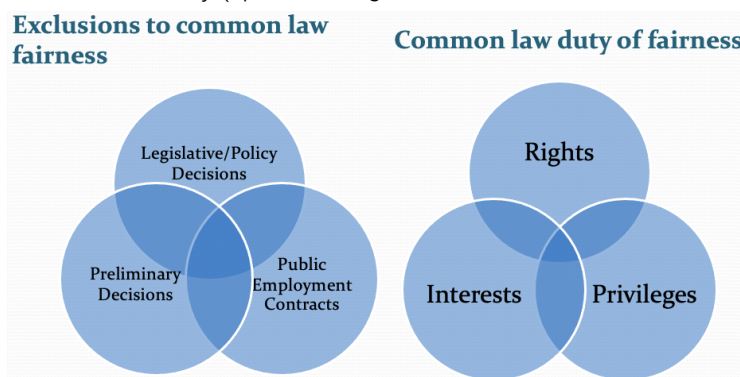 Exclusions to common law
fairness
Common law duty of fairness
Legislative/Policy
Decisions
Preliminary
Decisions
Public
Employment
Contracts
Rights
Interests
Privileges